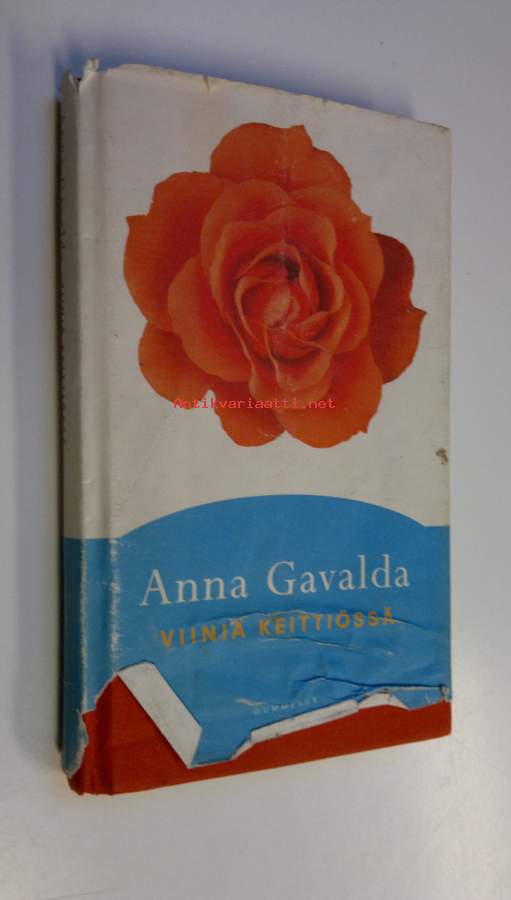 Antikvariaatti.net
Anna Gavalda
VIINIÄ KEITTIÖSSÄ
GUMMERUS